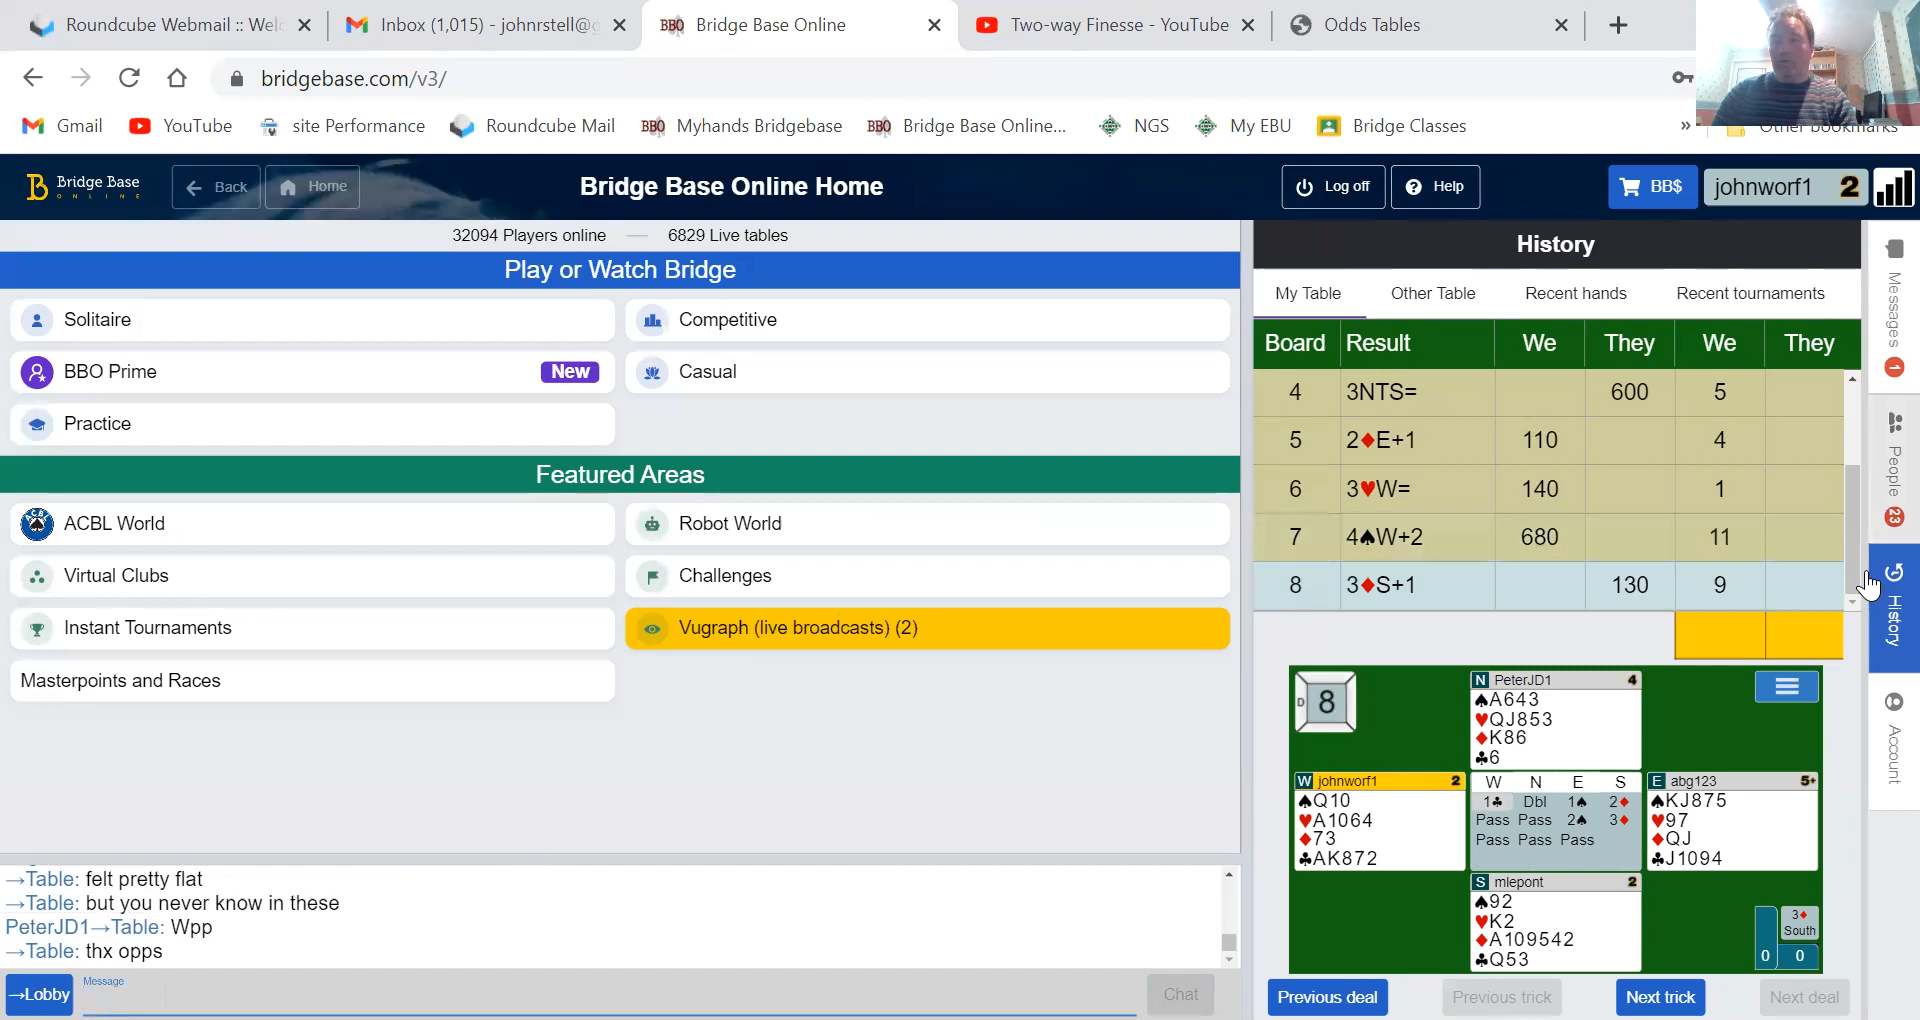 Roundcube Webmail :: Wel
Inbox (1,015) - johnrstell@g
Bridge Base Online
Two-way Finesse - YouTube
Odds Tables
bridgebase.com/v3/
Gmail
YouTube
site Performance
Roundcube Mail
BBO Myhands Bridgebase
BBO Bridge Base Online...
NGS
My EBU
Bridge Classes
»
Other bookmarks
Bridge Base
ONLINE
Back
Home
Bridge Base Online Home
Log off
Help
BB$
johnworf1 2
32094 Players online — 6829 Live tables
Play or Watch Bridge
Solitaire
Competitive
BBO Prime New
Casual
Practice
Featured Areas
ACBL World
Robot World
Virtual Clubs
Challenges
Instant Tournaments
Vugraph (live broadcasts) (2)
Masterpoints and Races
→Table: felt pretty flat
→Table: but you never know in these
PeterJD1→Table: Wpp
→Table: thx opps
→Lobby
Message
Chat
History
My Table Other Table Recent hands Recent tournaments
Board Result We They We They
4 3NTS= 600 5
5 2♦E+1 110 4
6 3♥W= 140 1
7 4♠W+2 680 11
8 3♦S+1 130 9
D 8
N PeterJD1 4
♠A643
♥QJ853
♦K86
♣6
W johnworf1 2
♠Q10
♥A1064
♦73
♣AK872
W N E S
1♣ Dbl 1♠ 2♦
Pass Pass 2♠ 3♦
Pass Pass Pass
E abg123 5+
♠KJ875
♥97
♦QJ
♣J1094
S mlepont 2
♠92
♥K2
♦A109542
♣Q53
3♦
South
0 0
Previous deal
Previous trick
Next trick
Next deal
Messages 1
People 23
History
Account